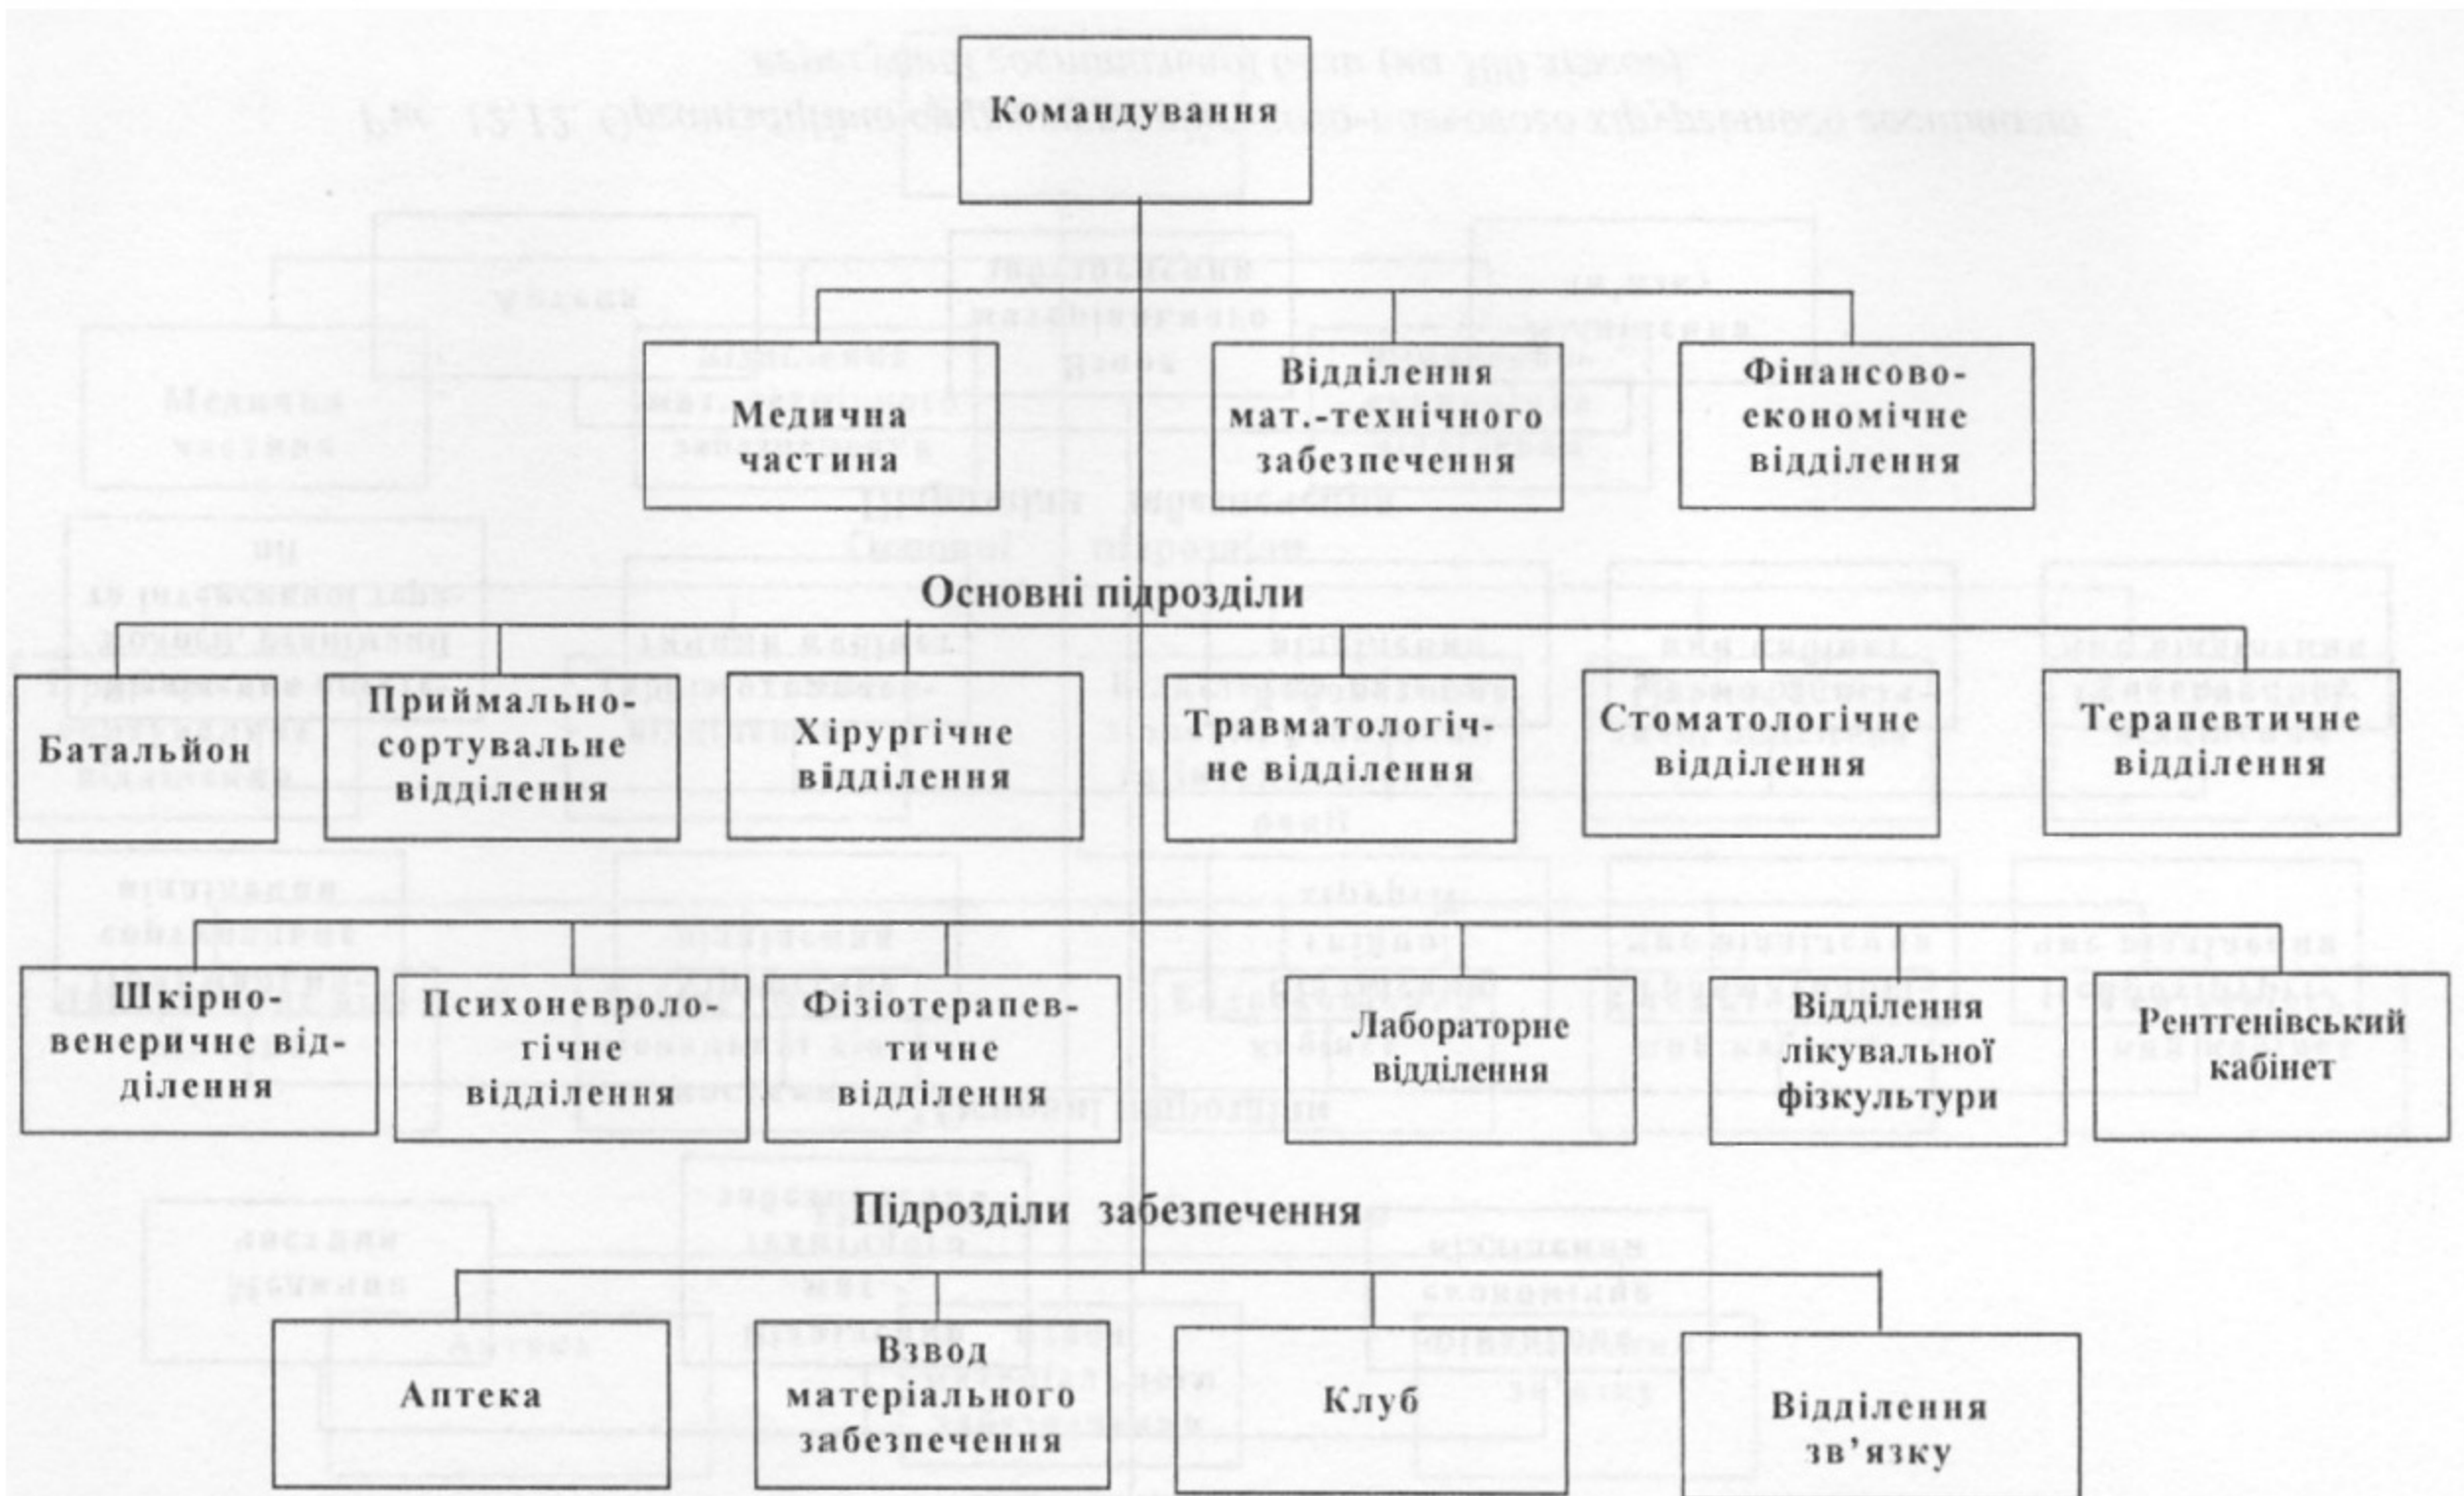 Командування
Медична
частина
Відділення
мат.-технічного
забезпечення
Фінансово-
економічне
відділення
Основні підрозділи
Батальйон
Приймально-
сортувальне
відділення
Хірургічне
відділення
Травматологіч-
не відділення
Стоматологічне
відділення
Терапевтичне
відділення
Шкірно-
венеричне від-
ділення
Психоневроло-
гічне
відділення
Фізіотерапев-
тичне
відділення
Лабораторне
відділення
Відділення
лікувальної
фізкультури
Рентгенівський
кабінет
Підрозділи забезпечення
Аптека
Взвод
матеріального
забезпечення
Клуб
Відділення
зв'язку